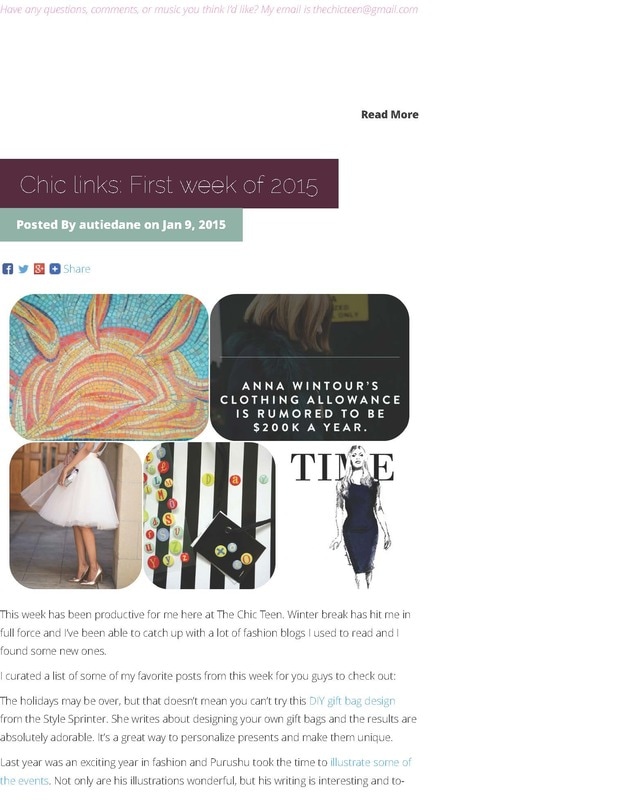 Have any questions, comments, or music you think I'd like? My email is thechicteen@gmail.com
Read More
Chic links: First week of 2015
Posted By autiedane on Jan 9, 2015
Share
ANNA WINTOUR'S
CLOTHING ALLOWANCE
IS RUMORED TO BE
$200K A YEAR.
TIME
This week has been productive for me here at The Chic Teen. Winter break has hit me in
full force and I've been able to catch up with a lot of fashion blogs I used to read and I
found some new ones.
I curated a list of some of my favorite posts from this week for you guys to check out:
The holidays may be over, but that doesn't mean you can't try this DIY gift bag design
from the Style Sprinter. She writes about designing your own gift bags and the results are
absolutely adorable. It's a great way to personalize presents and make them unique.
Last year was an exciting year in fashion and Purushu took the time to illustrate some of
the events. Not only are his illustrations wonderful, but his writing is interesting and to-